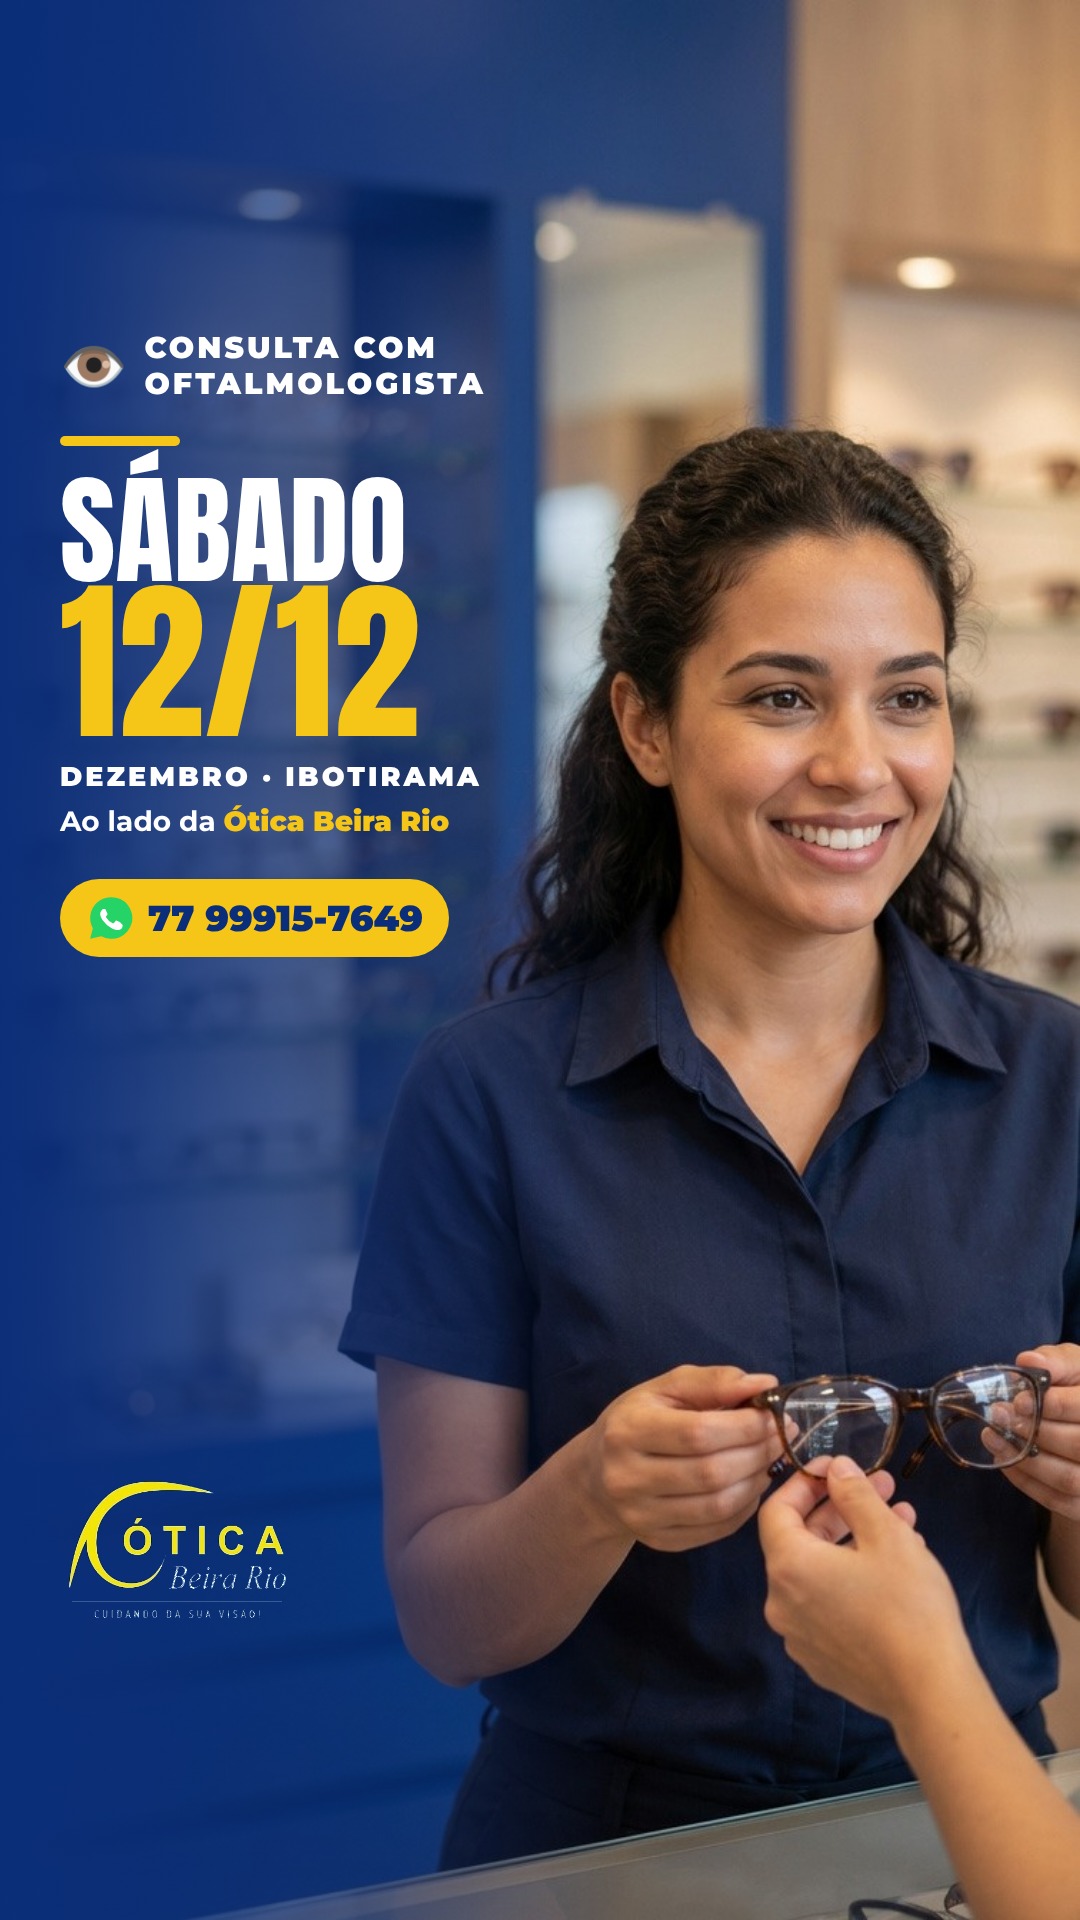 CONSULTA COM
OFTALMOLOGISTA
SÁBADO
12/12
DEZEMBRO • IBOTIRAMA
Ao lado da Ótica Beira Rio
77 99915-7649
ÓTICA
Beira Rio
CUIDANDO DA SUA VISÃO!